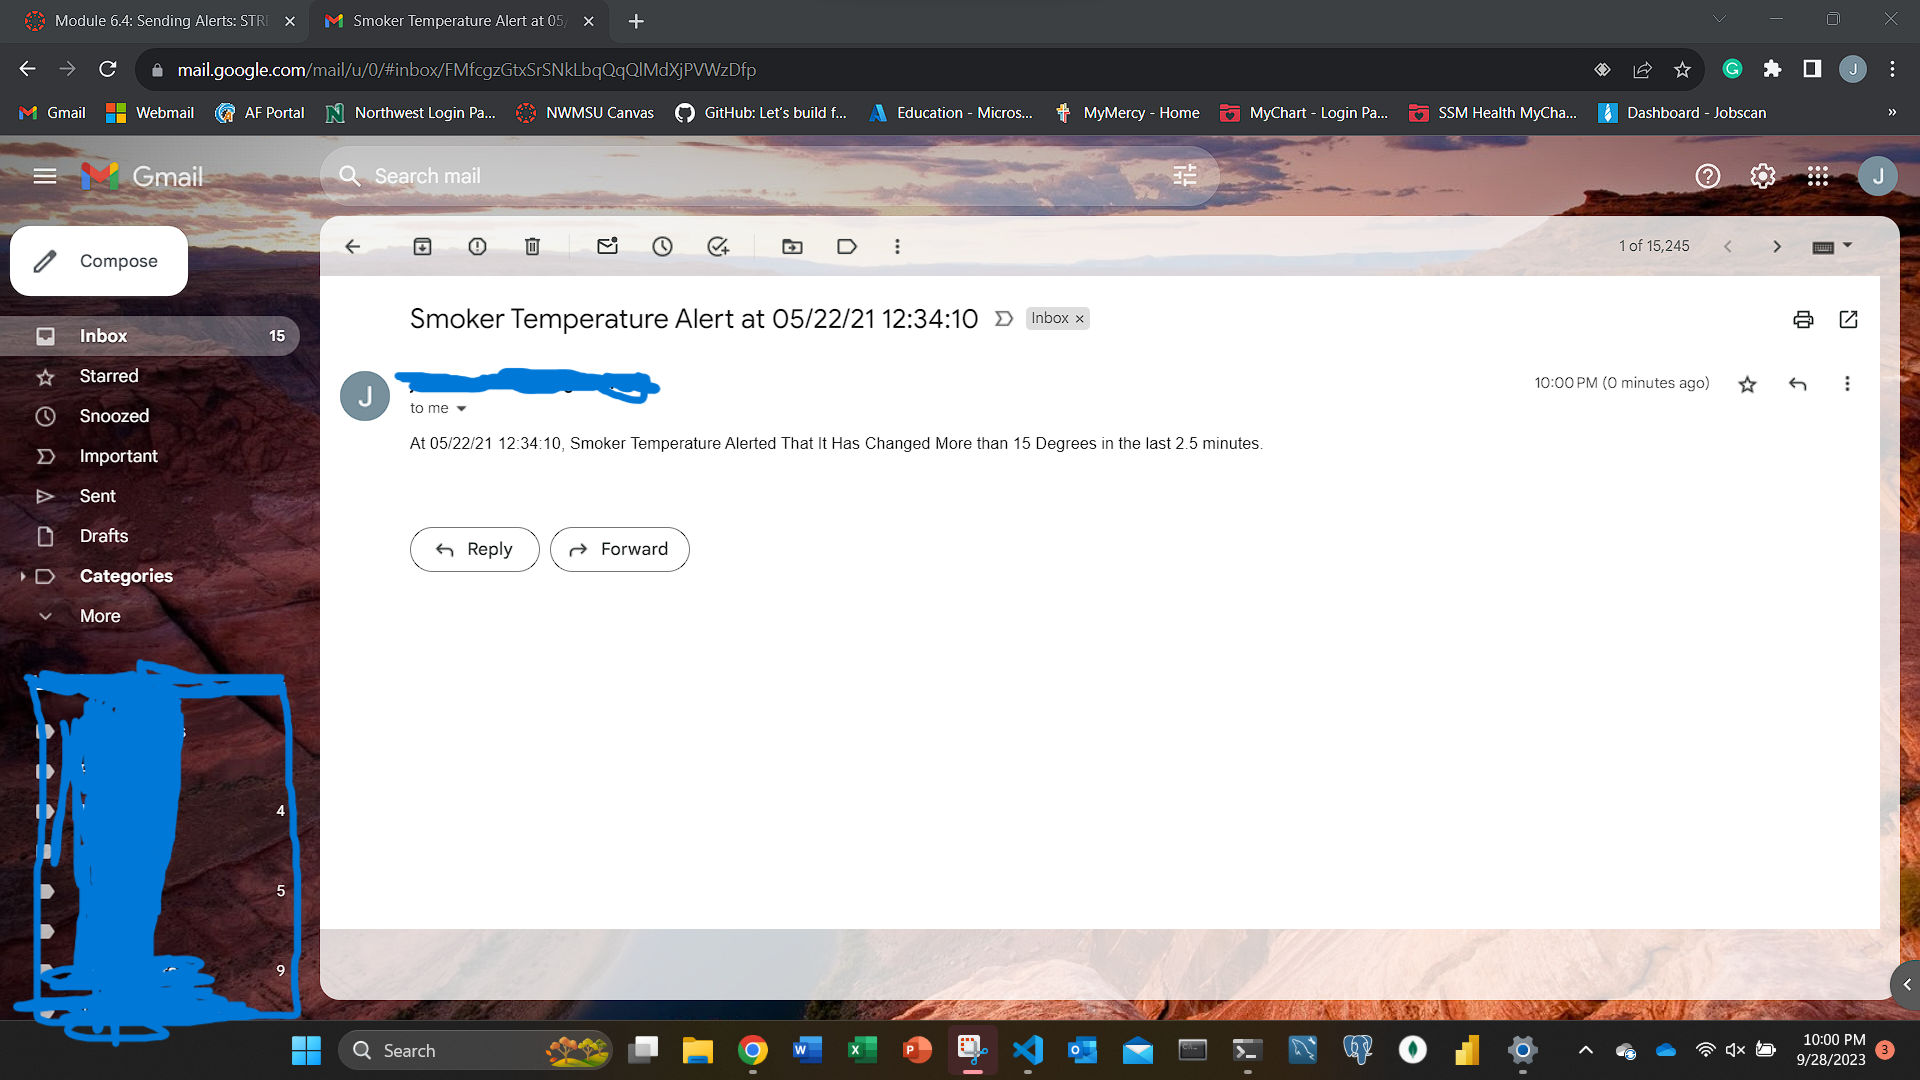 Module 6.4: Sending Alerts: STRE
Smoker Temperature Alert at 05/
mail.google.com/mail/u/0/#inbox/FMfcgzGtxSrSNkLbqQqQlMdXjPVWzDfp
G
J
Gmail
Webmail
AF Portal
Northwest Login Pa...
NWMSU Canvas
GitHub: Let's build f...
Education - Micros...
MyMercy - Home
MyChart - Login Pa...
SSM Health MyCha...
Dashboard - Jobscan
»
Gmail
Search mail
J
Compose
1 of 15,245
Inbox 15
Starred
Snoozed
Important
Sent
Drafts
Categories
More
4
5
9
Smoker Temperature Alert at 05/22/21 12:34:10
Inbox ×
J
10:00 PM (0 minutes ago)
to me
At 05/22/21 12:34:10, Smoker Temperature Alerted That It Has Changed More than 15 Degrees in the last 2.5 minutes.
Reply
Forward
Search
10:00 PM
9/28/2023
3